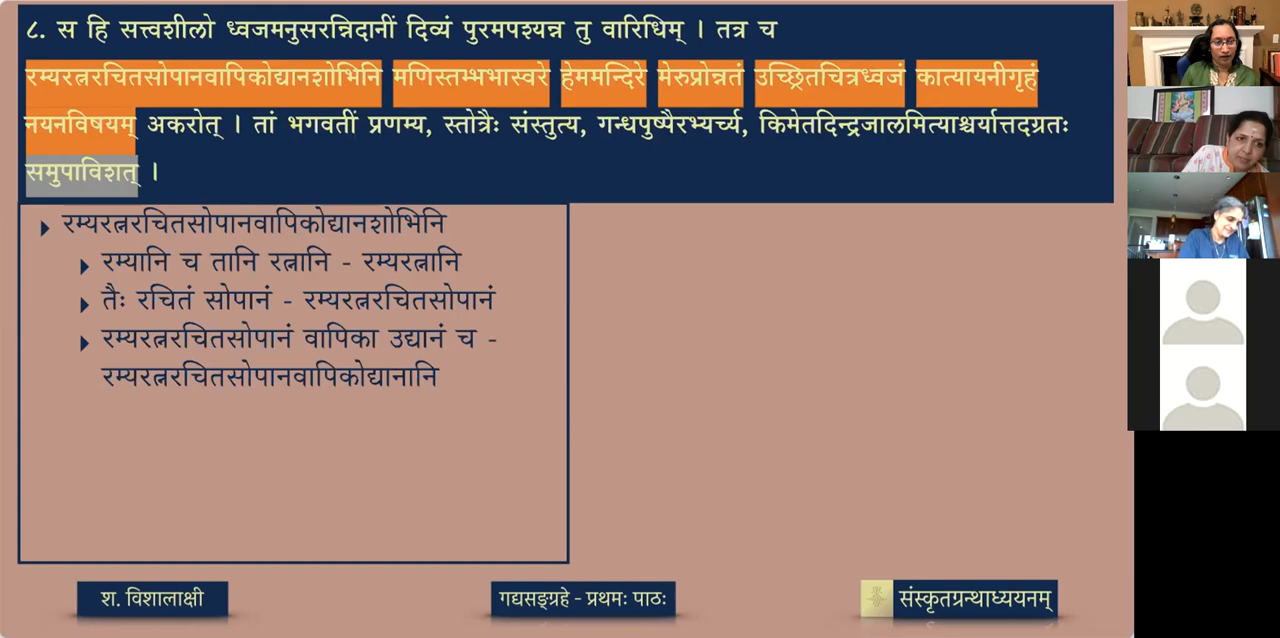 ८. स हि सत्त्वशीलो ध्वजमनुसरन्निदानीं दिव्यं पुरमपश्यन्न तु वारिधिम् । तत्र च
रम्यरत्नरचितसोपानवापिकोद्यानशोभिनि मणिस्तम्भभास्वरे हेममन्दिरे मेरुप्रोन्नतं उच्छ्रितचित्रध्वजं कात्यायनीगृहं
नयनविषयम् अकरोत् । तां भगवतीं प्रणम्य, स्तोत्रैः संस्तुत्य, गन्धपुष्पैरभ्यर्च्य, किमेतदिन्द्रजालमित्याश्चर्यात्तदग्रतः
समुपाविशत् ।
रम्यरत्नरचितसोपानवापिकोद्यानशोभिनि
रम्यानि च तानि रत्नानि - रम्यरत्नानि
तैः रचितं सोपानं - रम्यरत्नरचितसोपानं
रम्यरत्नरचितसोपानं वापिका उद्यानं च -
रम्यरत्नरचितसोपानवापिकोद्यानानि
श. विशालाक्षी
गद्यसङ्ग्रहे - प्रथमः पाठः
संस्कृतग्रन्थाध्ययनम्